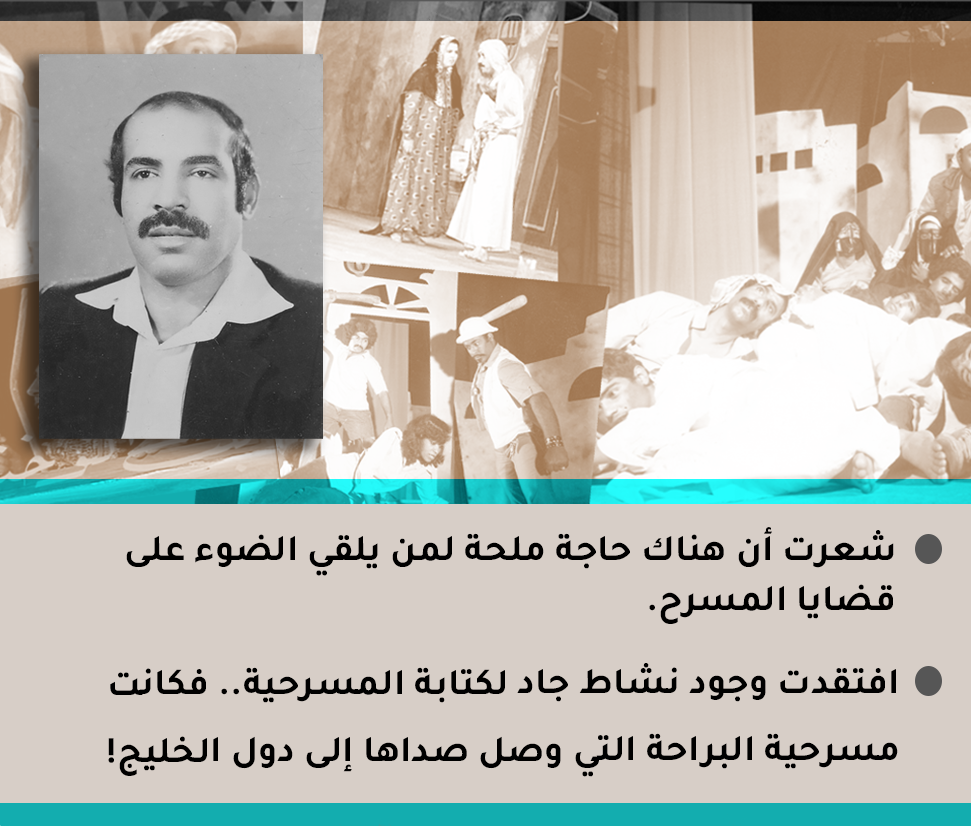 شعرت أن هناك حاجة ملحة لمن يلقي الضوء على
قضايا المسرح.
افتقدت وجود نشاط جاد لكتابة المسرحية.. فكانت
مسرحية البراحة التي وصل صداها إلى دول الخليج!